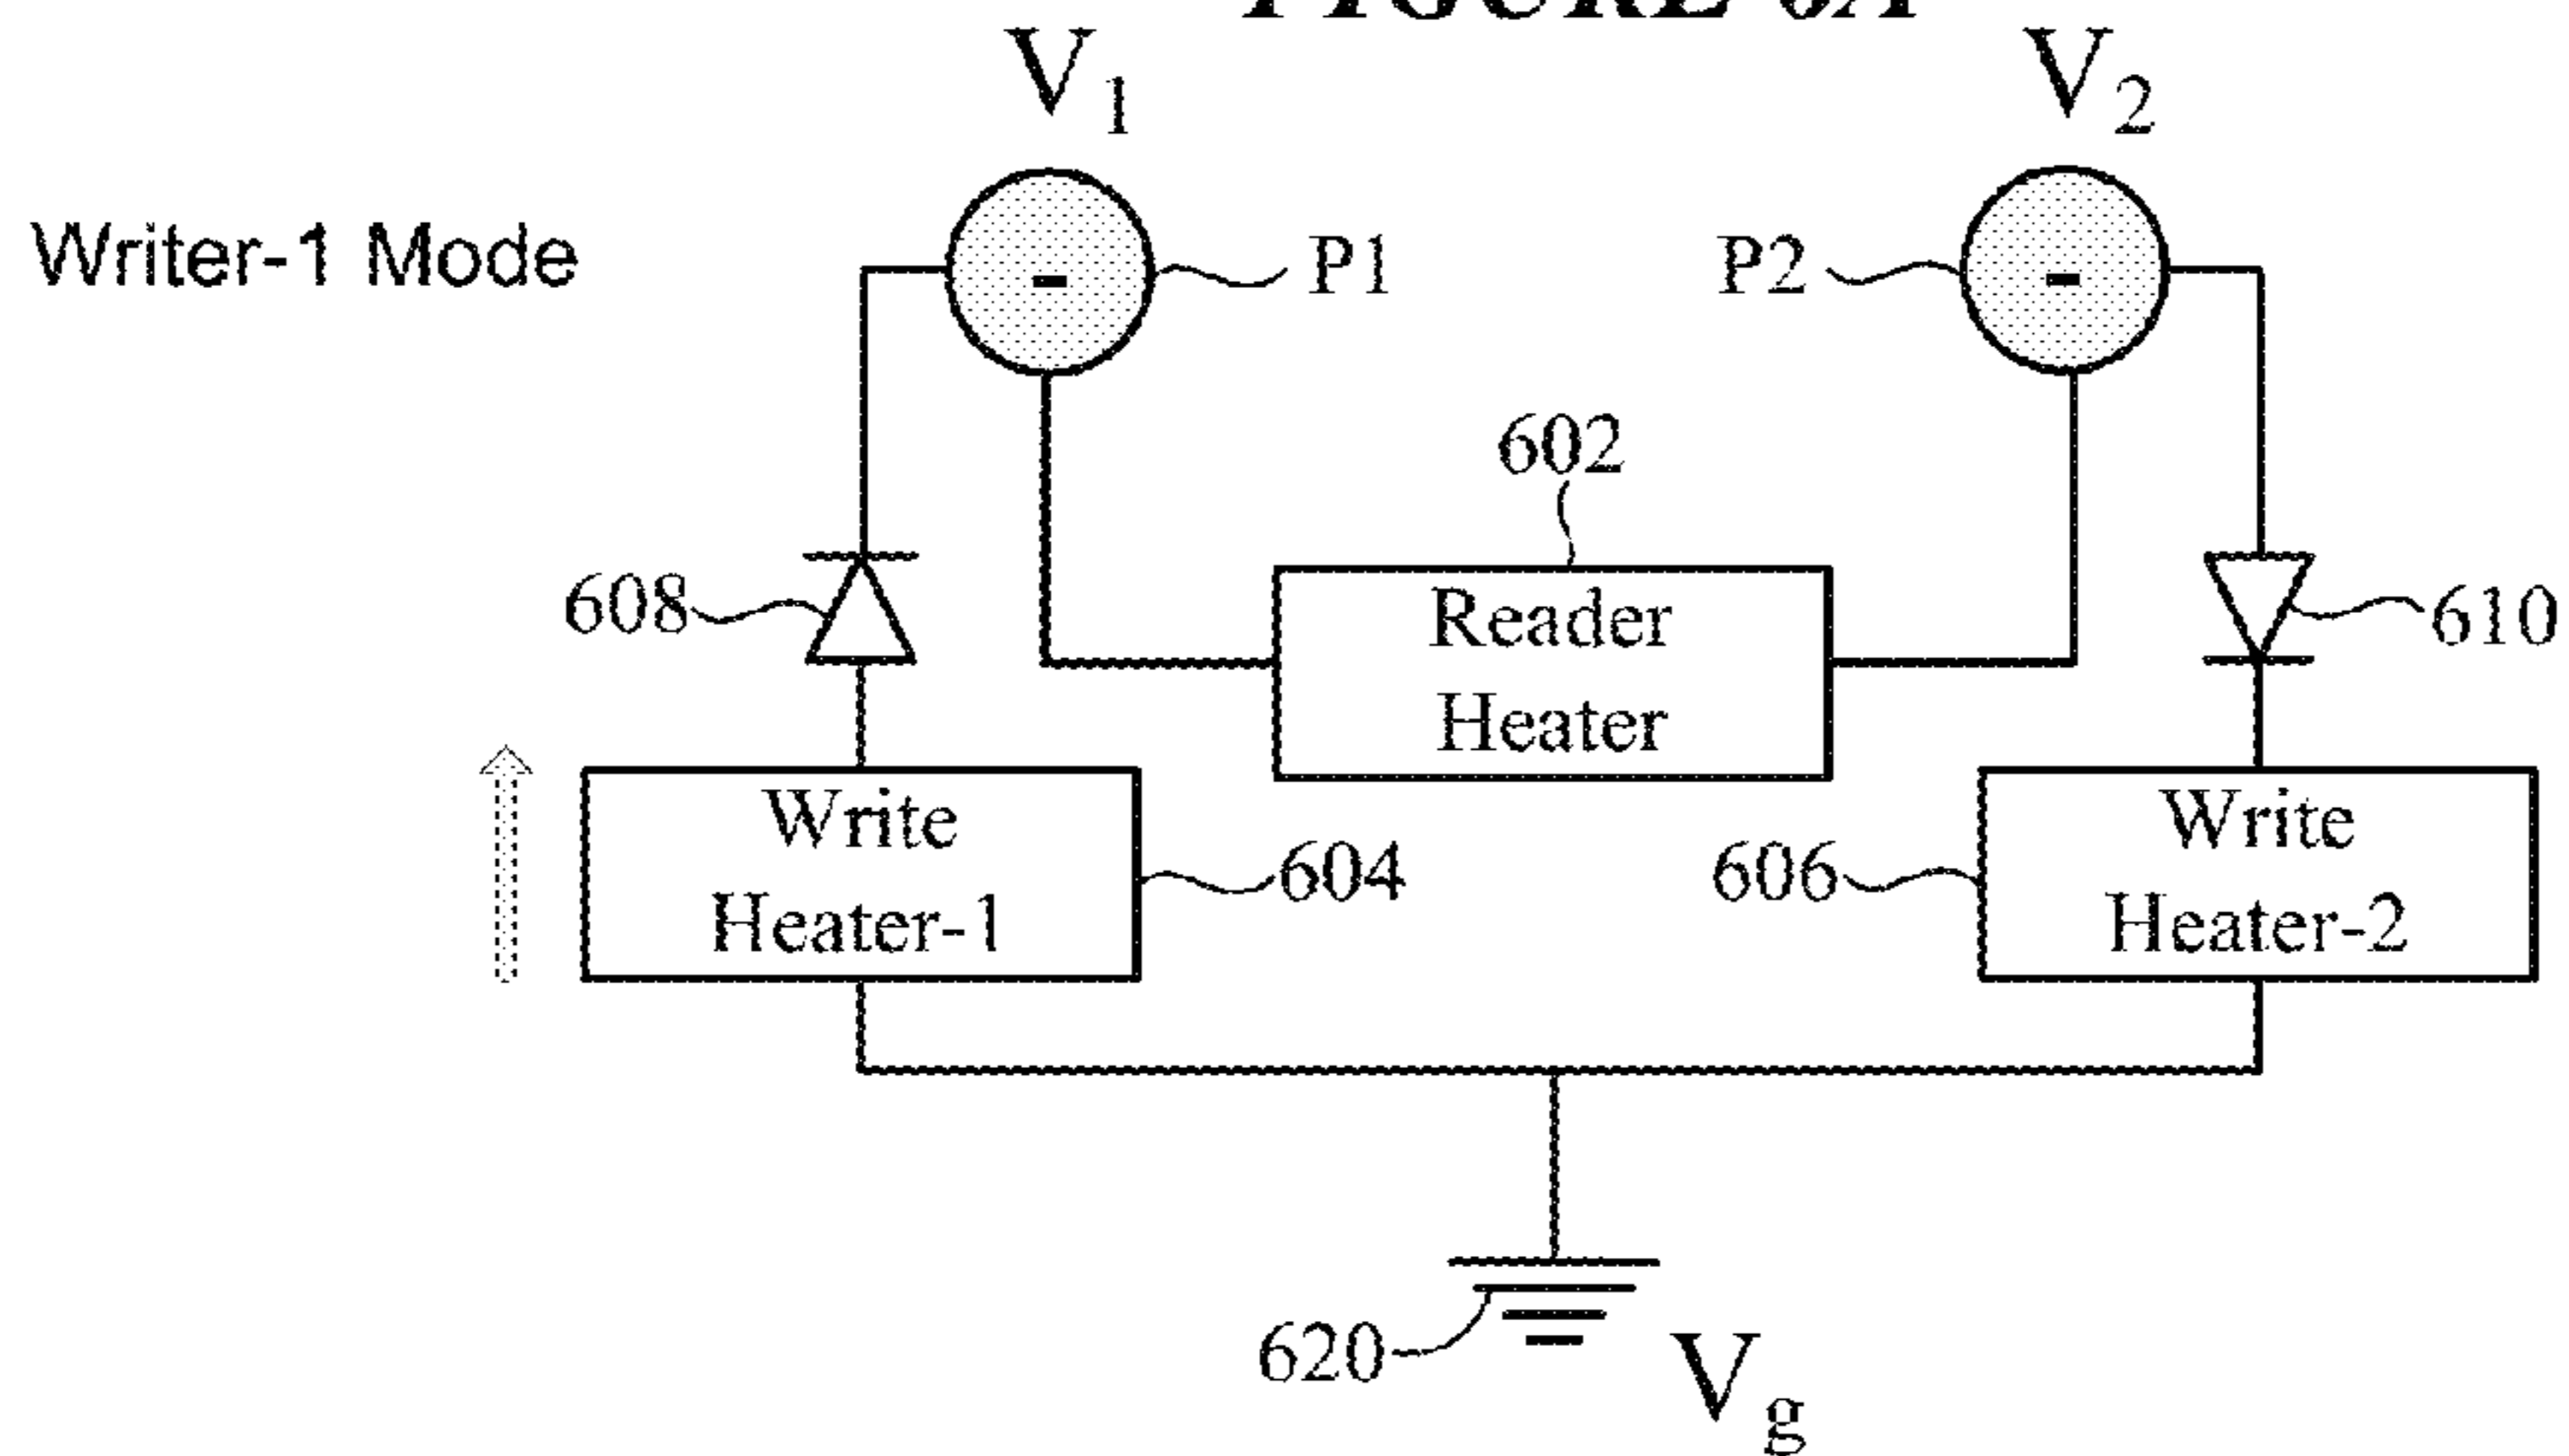 V1
V2
Writer-1 Mode
-
P1
P2
-
602
608
Reader
Heater
610
Write
Heater-1
604
606
Write
Heater-2
620
Vg